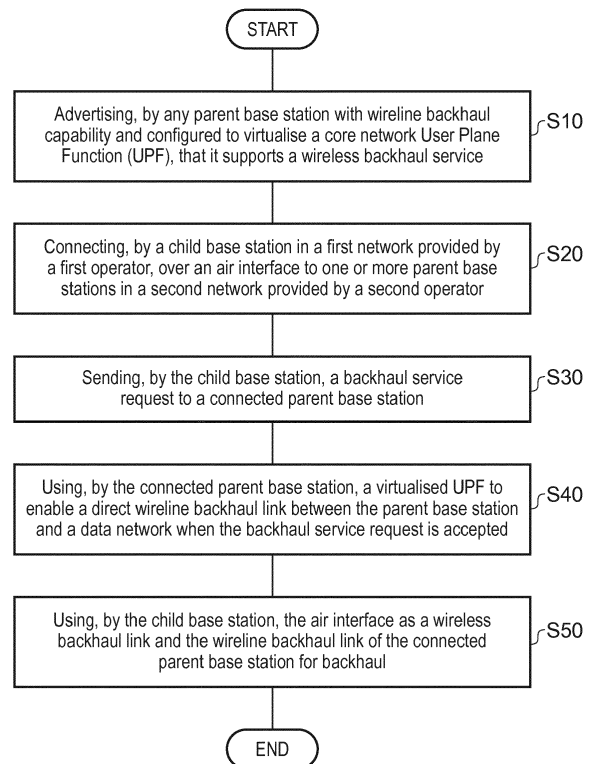 START
Advertising, by any parent base station with wireline backhaul
capability and configured to virtualise a core network User Plane
Function (UPF), that it supports a wireless backhaul service
S10
Connecting, by a child base station in a first network provided by
a first operator, over an air interface to one or more parent base
stations in a second network provided by a second operator
S20
Sending, by the child base station, a backhaul service
request to a connected parent base station
S30
Using, by the connected parent base station, a virtualised UPF to
enable a direct wireline backhaul link between the parent base station
and a data network when the backhaul service request is accepted
S40
Using, by the child base station, the air interface as a wireless
backhaul link and the wireline backhaul link of the connected
parent base station for backhaul
S50
END